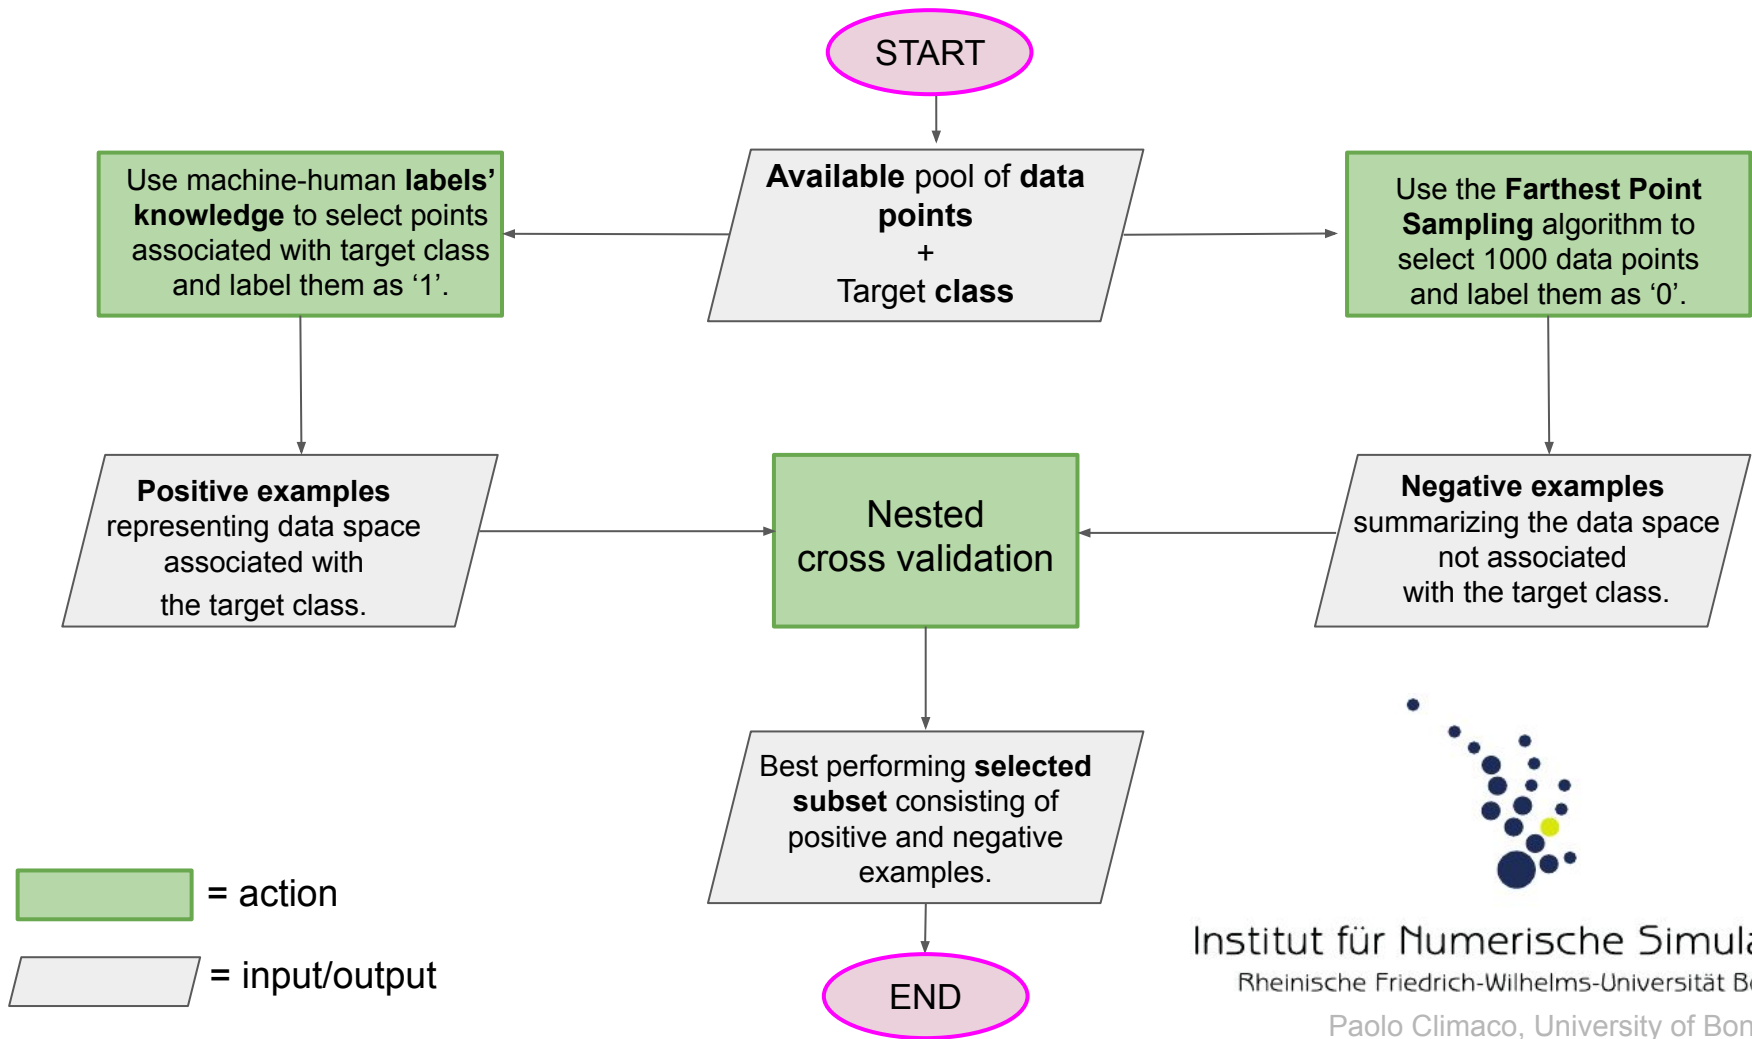 START
Use machine-human labels’
knowledge to select points
associated with target class
and label them as ‘1’.
Available pool of data
points
+
Target class
Use the Farthest Point
Sampling algorithm to
select 1000 data points
and label them as ‘0’.
Positive examples
representing data space
associated with
the target class.
Nested
cross validation
Negative examples
summarizing the data space
not associated
with the target class.
Best performing selected
subset consisting of
positive and negative
examples.
= action
= input/output
END
Institut für Numerische Simula
Rheinische Friedrich-Wilhelms-Universität Bo
Paolo Climaco, University of Bon